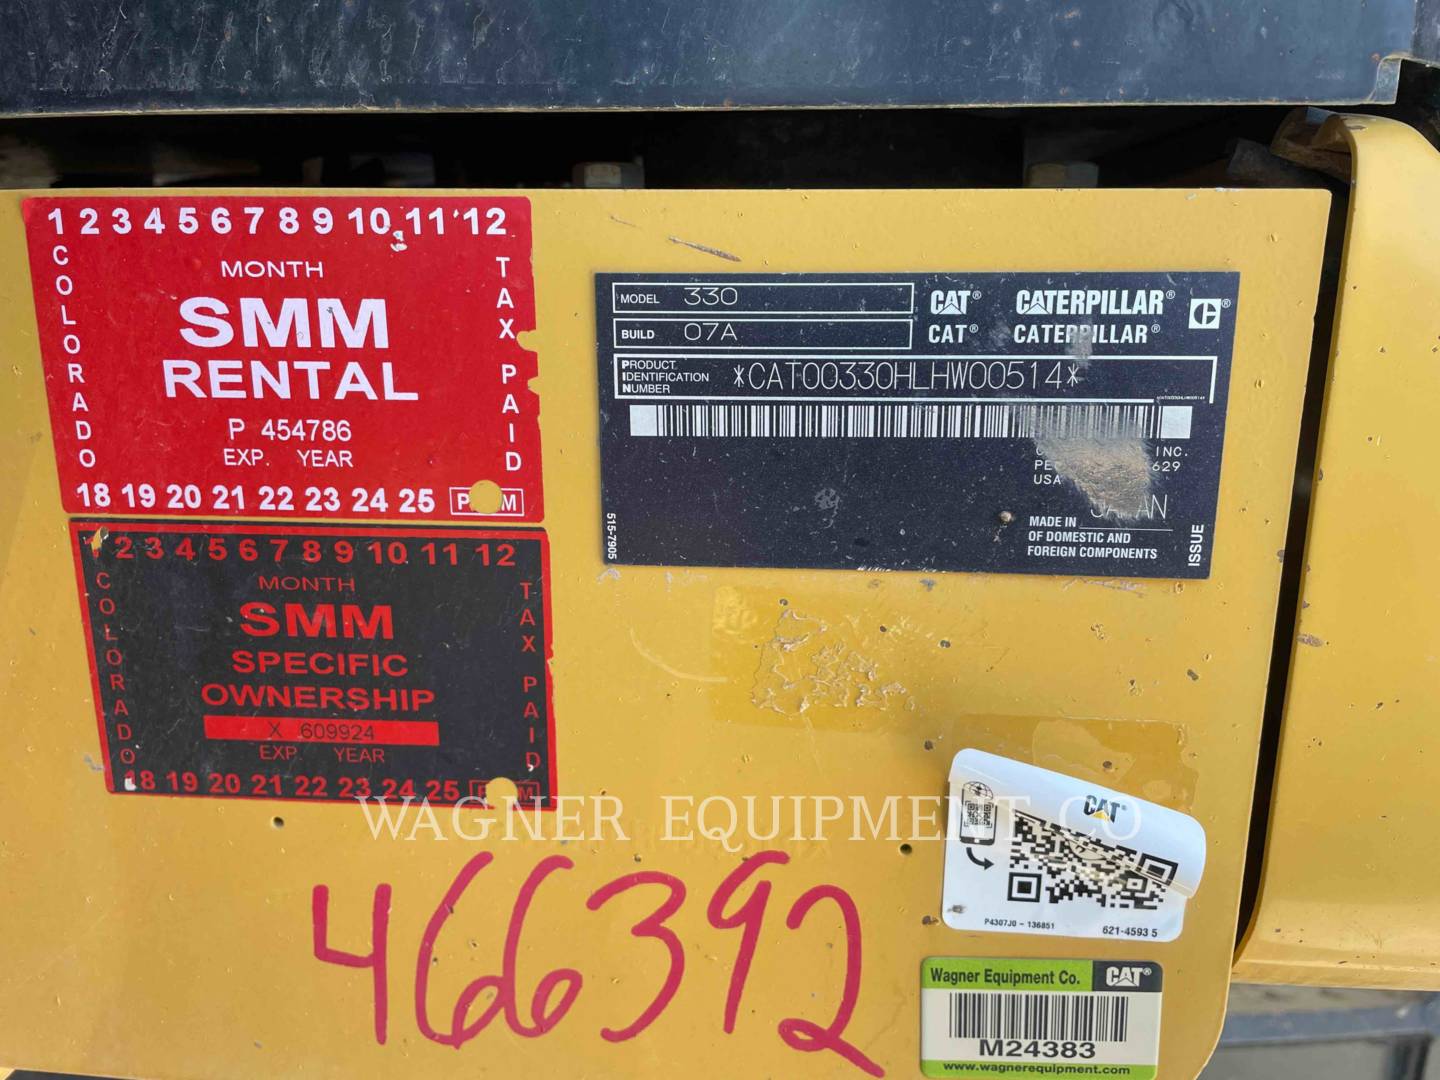 1 2 3 4 5 6 7 8 9 10 11 12
MONTH
COLORADO
TAX PAID
SMM
RENTAL
P 454786
EXP. YEAR
18 19 20 21 22 23 24 25
2 3 4 5 6 7 8 9 10 11 12
MONTH
COLORADO
TAX PAID
SMM
SPECIFIC
OWNERSHIP
X 609924
EXP. YEAR
18 19 20 21 22 23 24 25
MODEL 330
BUILD 07A
CAT® CATERPILLAR® C®
CAT® CATERPILLAR®
PRODUCT
IDENTIFICATION
NUMBER
*CAT00330HLHW00514*
INC.
629
USA
MADE IN
OF DOMESTIC AND
FOREIGN COMPONENTS
515-7905
ISSUE
WAGNER EQUIPMENT CO
466392
CAT®
P4307J0 - 136851
621-4593 5
Wagner Equipment Co. CAT®
M24383
www.wagnerequipment.com